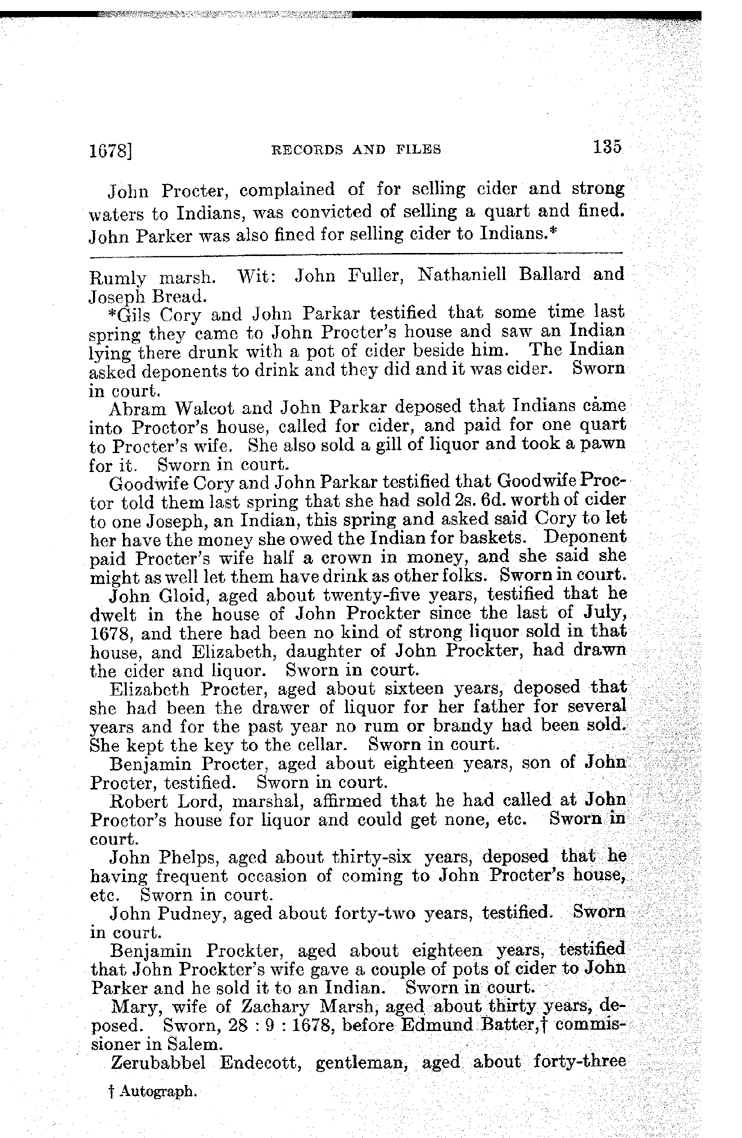 1678] RECORDS AND FILES 135
John Procter, complained of for selling cider and strong
waters to Indians, was convicted of selling a quart and fined.
John Parker was also fined for selling cider to Indians.*
Rumly marsh. Wit: John Fuller, Nathaniell Ballard and
Joseph Bread.
*Gils Cory and John Parkar testified that some time last
spring they came to John Procter's house and saw an Indian
lying there drunk with a pot of cider beside him. The Indian
asked deponents to drink and they did and it was cider. Sworn
in court.
Abram Walcot and John Parkar deposed that Indians came
into Proctor's house, called for cider, and paid for one quart
to Procter's wife. She also sold a gill of liquor and took a pawn
for it. Sworn in court.
Goodwife Cory and John Parkar testified that Goodwife Proc-
tor told them last spring that she had sold 2s. 6d. worth of cider
to one Joseph, an Indian, this spring and asked said Cory to let
her have the money she owed the Indian for baskets. Deponent
paid Procter's wife half a crown in money, and she said she
might as well let them have drink as other folks. Sworn in court.
John Gloid, aged about twenty-five years, testified that he
dwelt in the house of John Prockter since the last of July,
1678, and there had been no kind of strong liquor sold in that
house, and Elizabeth, daughter of John Prockter, had drawn
the cider and liquor. Sworn in court.
Elizabeth Procter, aged about sixteen years, deposed that
she had been the drawer of liquor for her father for several
years and for the past year no rum or brandy had been sold.
She kept the key to the cellar. Sworn in court.
Benjamin Procter, aged about eighteen years, son of John
Procter, testified. Sworn in court.
Robert Lord, marshal, affirmed that he had called at John
Proctor's house for liquor and could get none, etc. Sworn in
court.
John Phelps, aged about thirty-six years, deposed that he
having frequent occasion of coming to John Procter's house,
etc. Sworn in court.
John Pudney, aged about forty-two years, testified. Sworn
in court.
Benjamin Prockter, aged about eighteen years, testified
that John Prockter's wife gave a couple of pots of cider to John
Parker and he sold it to an Indian. Sworn in court.
Mary, wife of Zachary Marsh, aged about thirty years, de-
posed. Sworn, 28 : 9 : 1678, before Edmund Batter,† commis-
sioner in Salem.
Zerubabbel Endecott, gentleman, aged about forty-three
† Autograph.